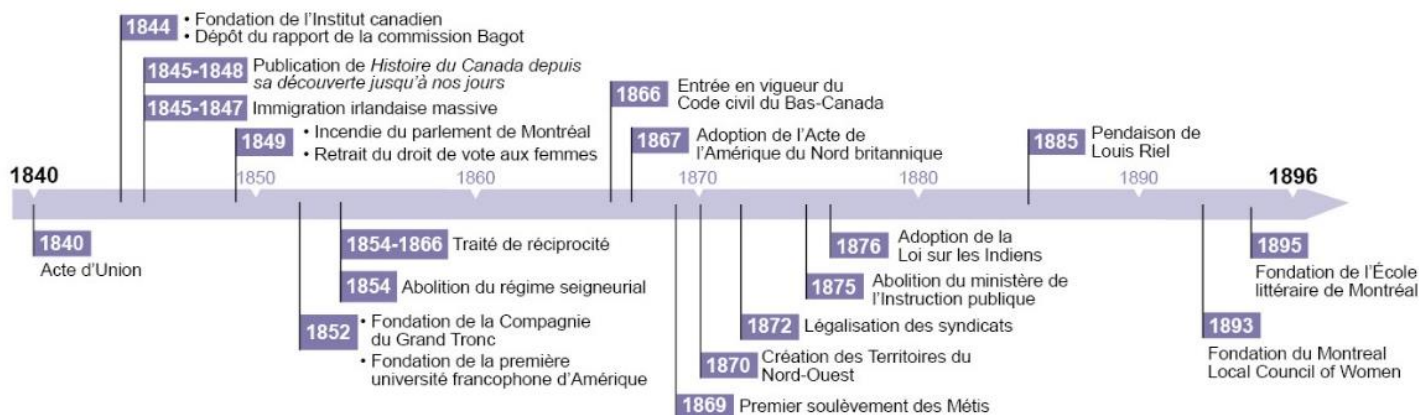 1844
• Fondation de l'Institut canadien
• Dépôt du rapport de la commission Bagot
1845-1848
Publication de Histoire du Canada depuis
sa découverte jusqu'à nos jours
1845-1847
Immigration irlandaise massive
1849
• Incendie du parlement de Montréal
• Retrait du droit de vote aux femmes
1866
Entrée en vigueur du
Code civil du Bas-Canada
1867
Adoption de l'Acte de
l'Amérique du Nord britannique
1885
Pendaison de
Louis Riel
1840
1850
1860
1870
1880
1890
1896
1840
Acte d'Union
1854-1866
Traité de réciprocité
1854
Abolition du régime seigneurial
1852
• Fondation de la Compagnie
du Grand Tronc
• Fondation de la première
université francophone d'Amérique
1876
Adoption de la
Loi sur les Indiens
1875
Abolition du ministère de
l'Instruction publique
1872
Légalisation des syndicats
1870
Création des Territoires du
Nord-Ouest
1869
Premier soulèvement des Métis
1895
Fondation de l'École
littéraire de Montréal
1893
Fondation du Montreal
Local Council of Women